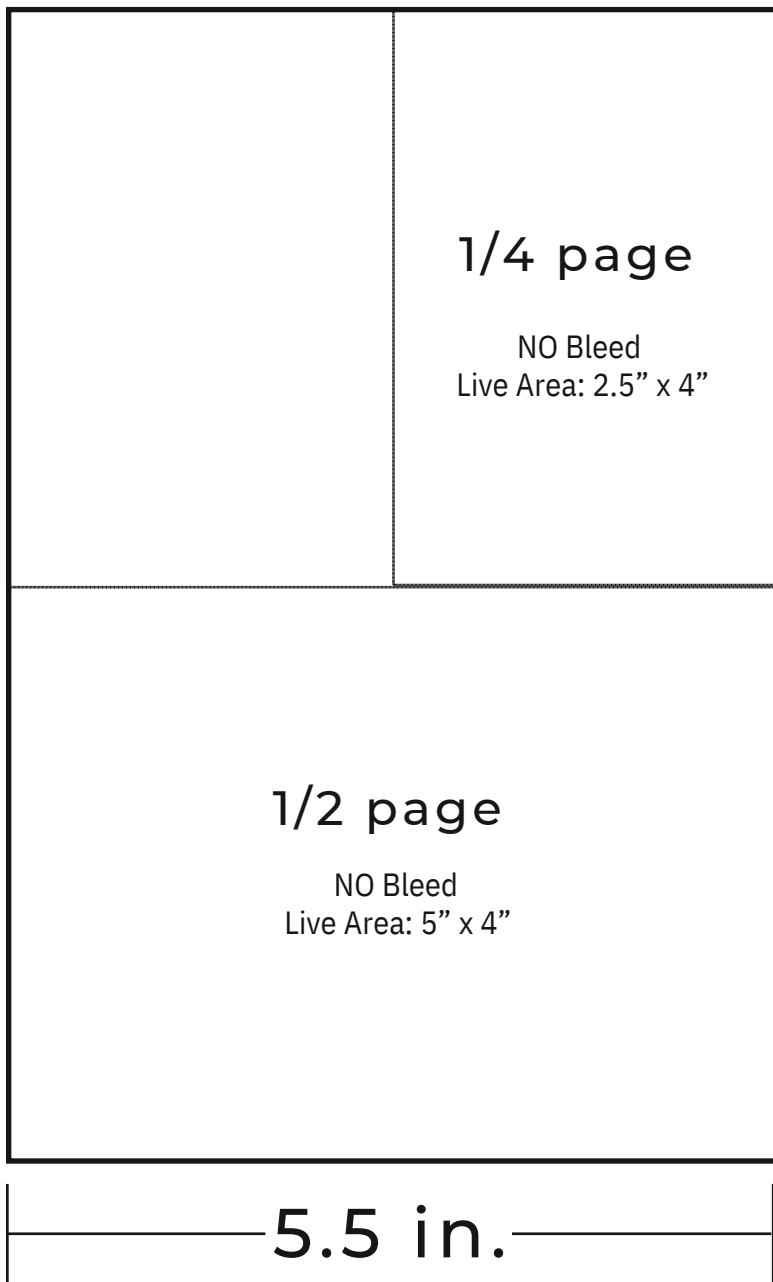 1/4 page
NO Bleed
Live Area: 2.5” x 4”
1/2 page
NO Bleed
Live Area: 5” x 4”
5.5 in.